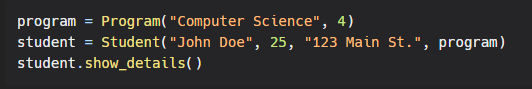 program = Program("Computer Science", 4)
student = Student("John Doe", 25, "123 Main St.", program)
student.show_details()